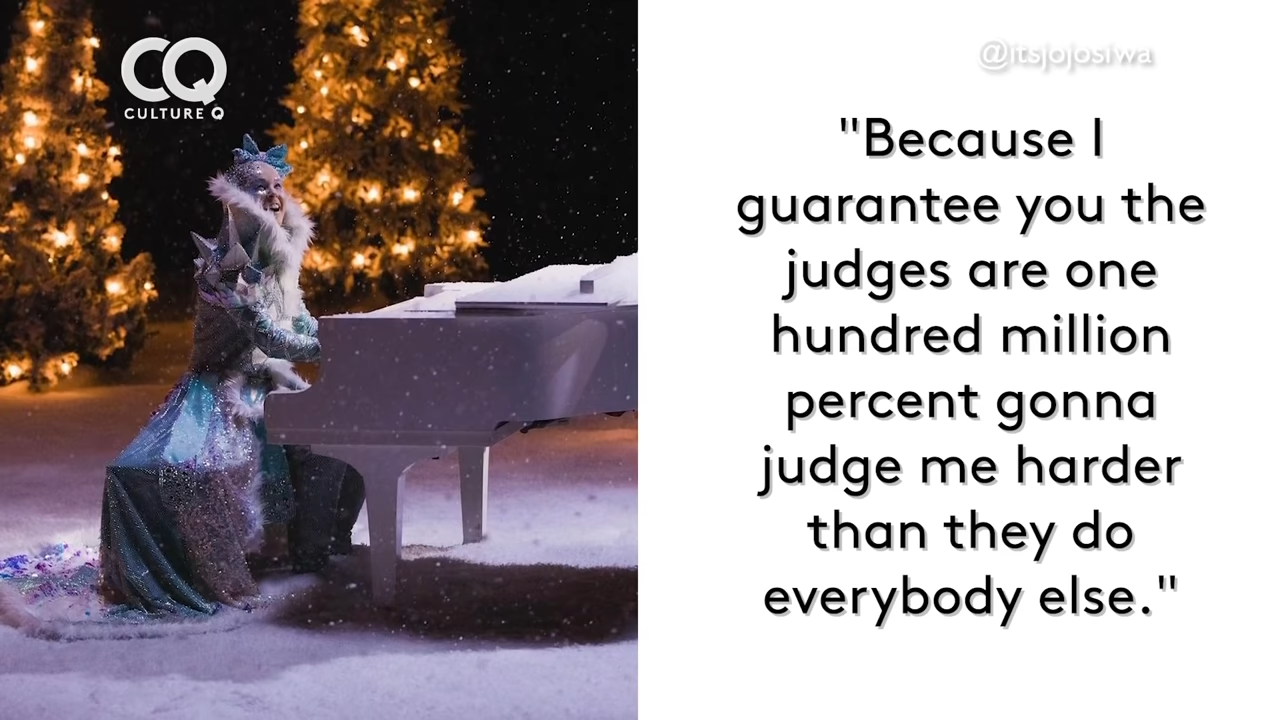 CQ
CULTURE Q
@itsjojosiwa
"Because I
guarantee you the
judges are one
hundred million
percent gonna
judge me harder
than they do
everybody else."